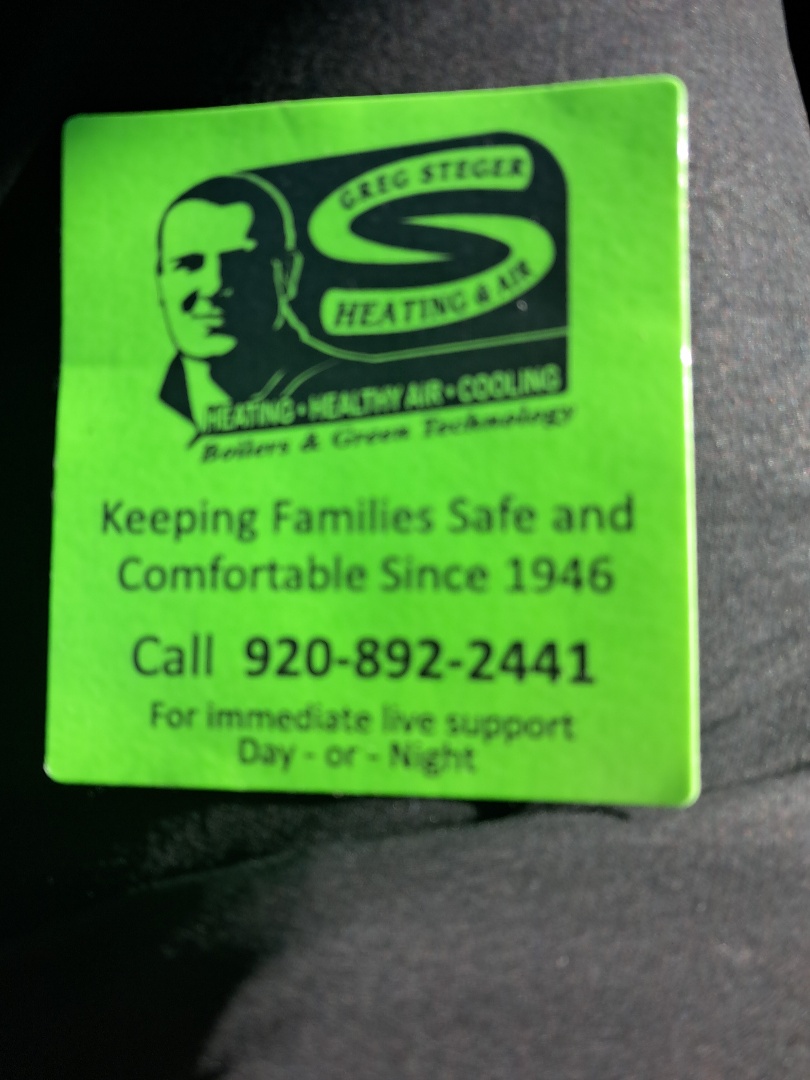 GREG STEGER
HEATING & AIR
HEATING • HEALTHY AIR • COOLING
Boilers & Green Technology
Keeping Families Safe and
Comfortable Since 1946
Call 920-892-2441
For immediate live support
Day - or - Night